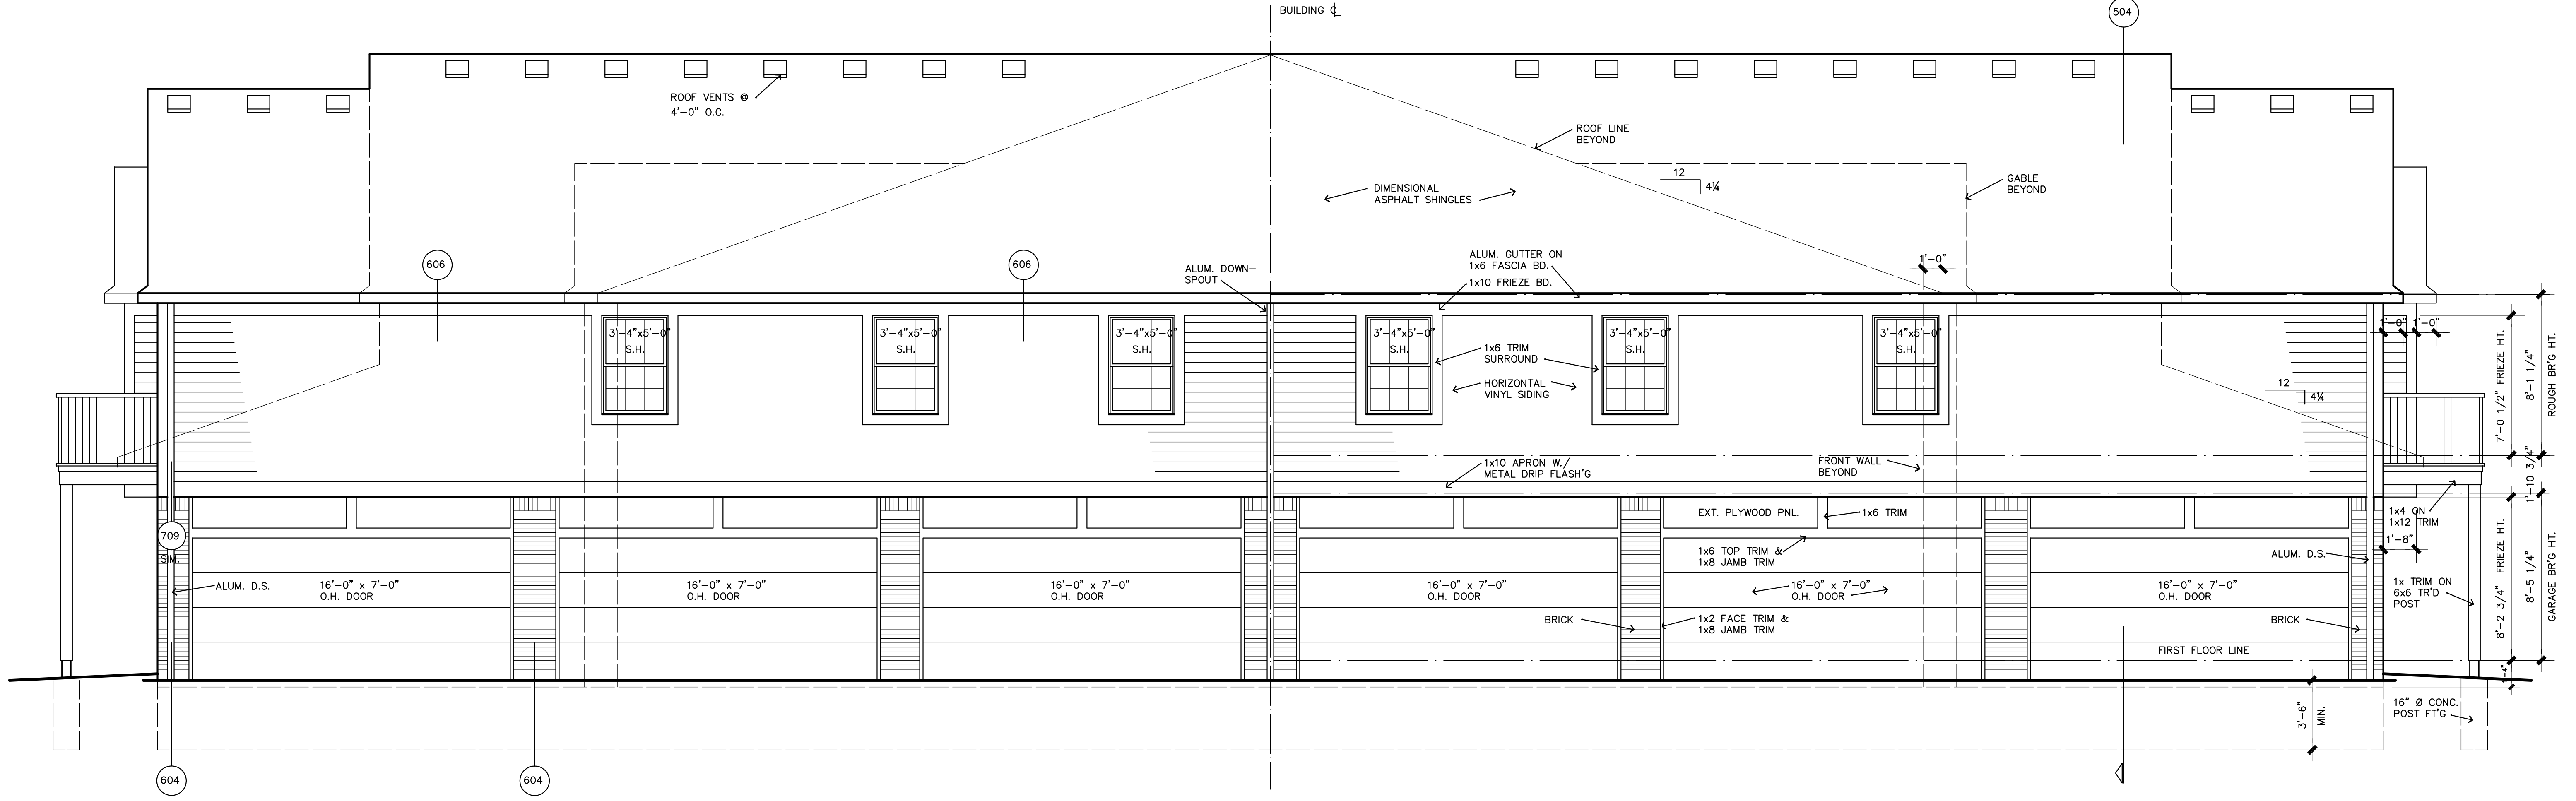 BUILDING ℄
504
ROOF VENTS @
4'-0" O.C.
ROOF LINE
BEYOND
12
4¼
GABLE
BEYOND
DIMENSIONAL
ASPHALT SHINGLES
606
606
ALUM. DOWN-
SPOUT
ALUM. GUTTER ON
1x6 FASCIA BD.
1x10 FRIEZE BD.
1'-0"
3'-4"x5'-0"
S.H.
3'-4"x5'-0"
S.H.
3'-4"x5'-0"
S.H.
3'-4"x5'-0"
S.H.
3'-4"x5'-0"
S.H.
3'-4"x5'-0"
S.H.
1'-0"
1'-0"
1x6 TRIM
SURROUND
HORIZONTAL
VINYL SIDING
12
4¼
7'-0 1/2" FRIEZE HT.
8'-1 1/4"
ROUGH BR'G HT.
1x10 APRON W./
METAL DRIP FLASH'G
FRONT WALL
BEYOND
1'-10 3/4"
709
SIM.
EXT. PLYWOOD PNL.
1x6 TRIM
1x4 ON
1x12 TRIM
1'-8"
1x6 TOP TRIM &
1x8 JAMB TRIM
ALUM. D.S.
ALUM. D.S.
16'-0" x 7'-0"
O.H. DOOR
16'-0" x 7'-0"
O.H. DOOR
16'-0" x 7'-0"
O.H. DOOR
16'-0" x 7'-0"
O.H. DOOR
16'-0" x 7'-0"
O.H. DOOR
16'-0" x 7'-0"
O.H. DOOR
1x TRIM ON
6x6 TR'D
POST
8'-2 3/4" FRIEZE HT.
8'-5 1/4"
GARAGE BR'G HT.
BRICK
1x2 FACE TRIM &
1x8 JAMB TRIM
BRICK
FIRST FLOOR LINE
1'-4"
3'-6"
MIN.
16" Ø CONC.
POST FT'G
604
604